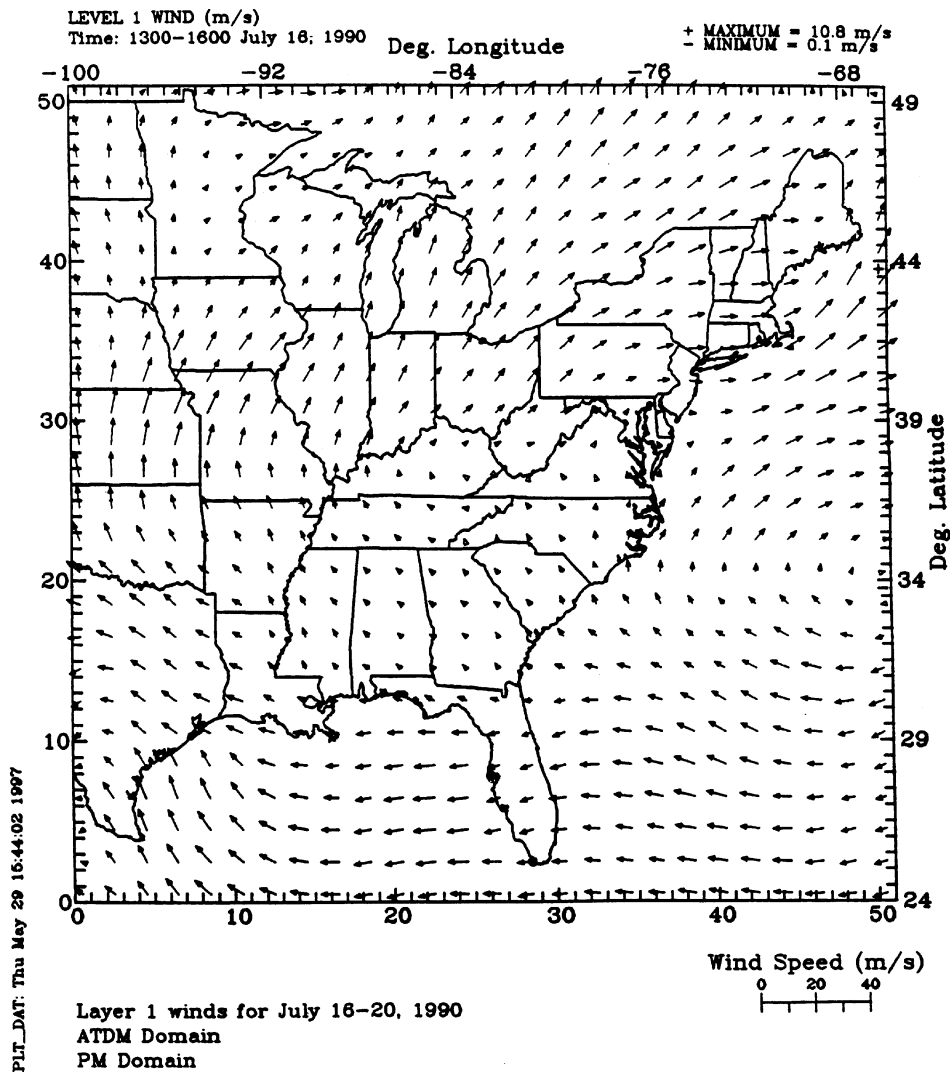 LEVEL 1 WIND (m/s)
Time: 1300-1600 July 16; 1990
+ MAXIMUM = 10.8 m/s
- MINIMUM = 0.1 m/s
Deg. Longitude
-100 -92 -84 -76 -68
50 49
40 44
30 39
20 34
10 29
0 24
Deg. Latitude
0 10 20 30 40 50
Wind Speed (m/s)
0 20 40
Layer 1 winds for July 16-20, 1990
ATDM Domain
PM Domain
PLT_DAT: Thu May 29 15:44:02 1997